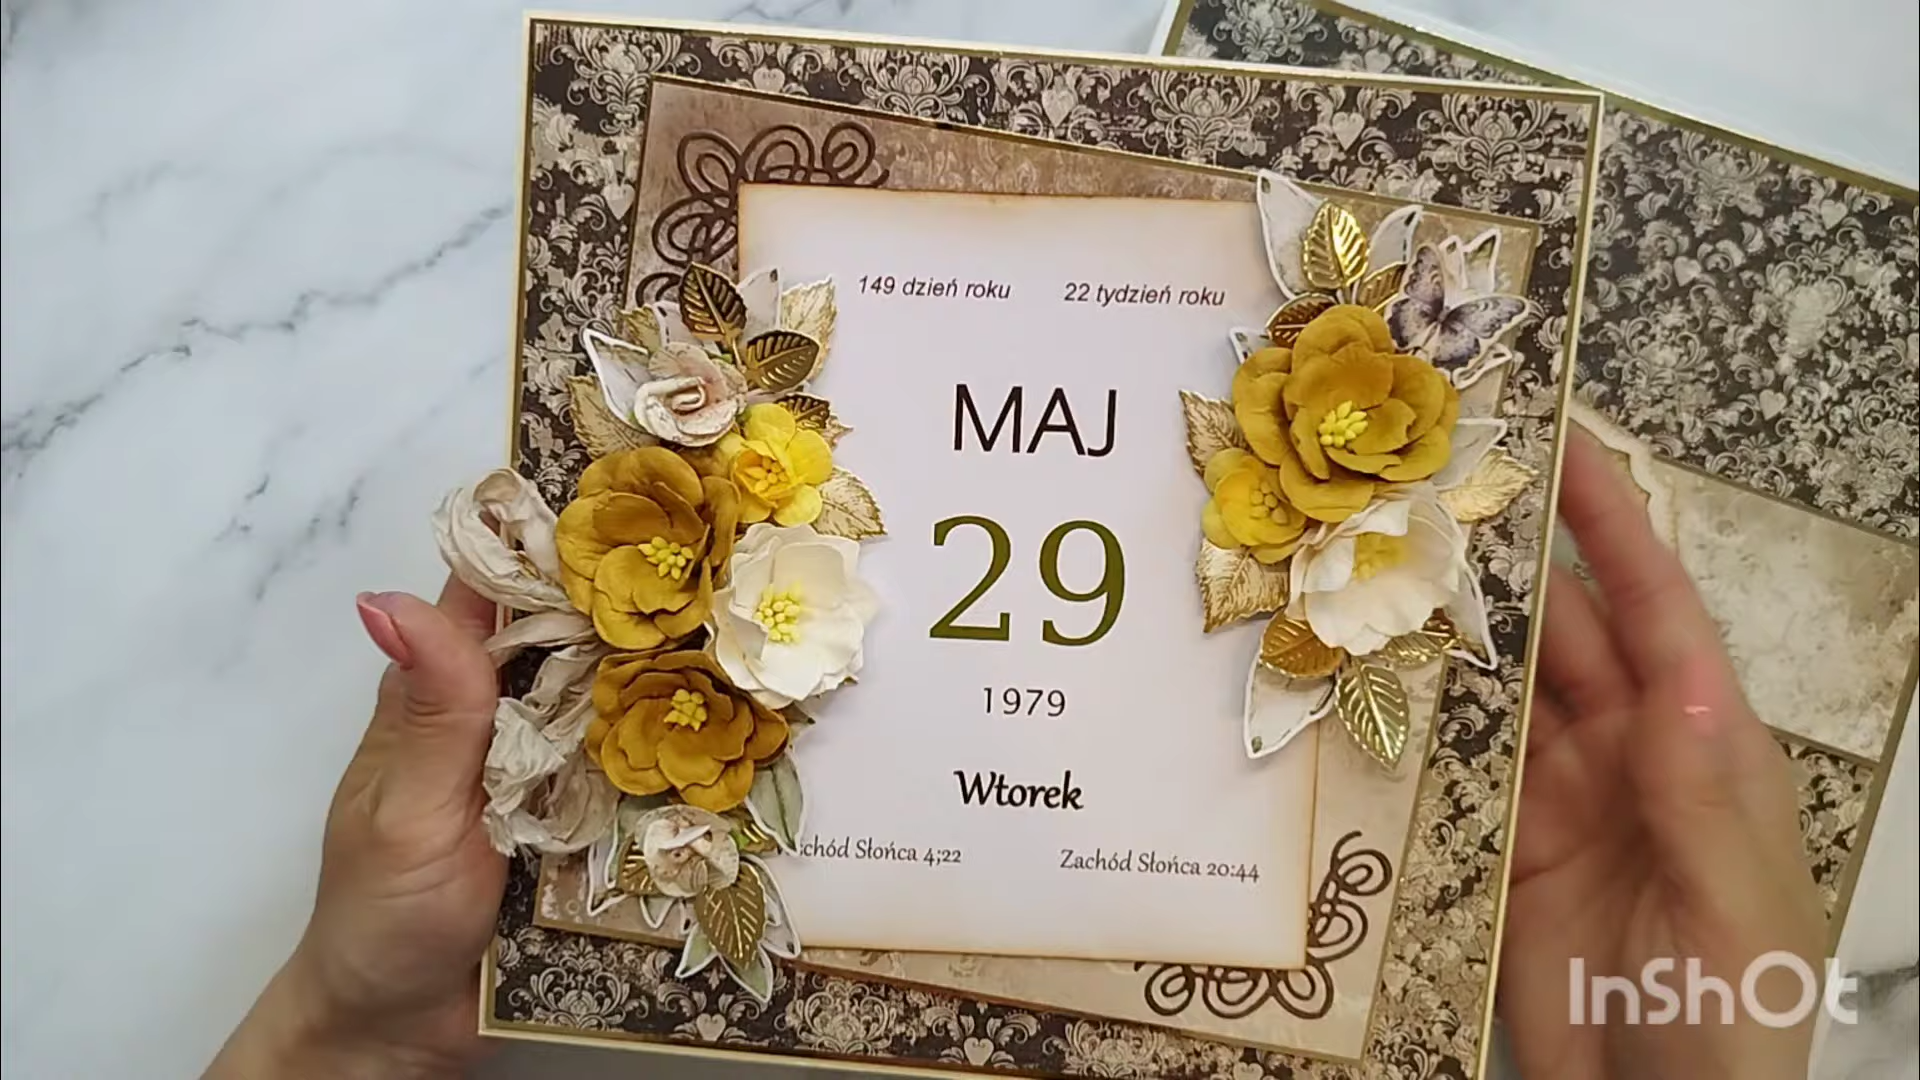 149 dzień roku 22 tydzień roku
MAJ
29
1979
Wtorek
Słońca 4;22 Zachód Słońca 20:44
InShOt